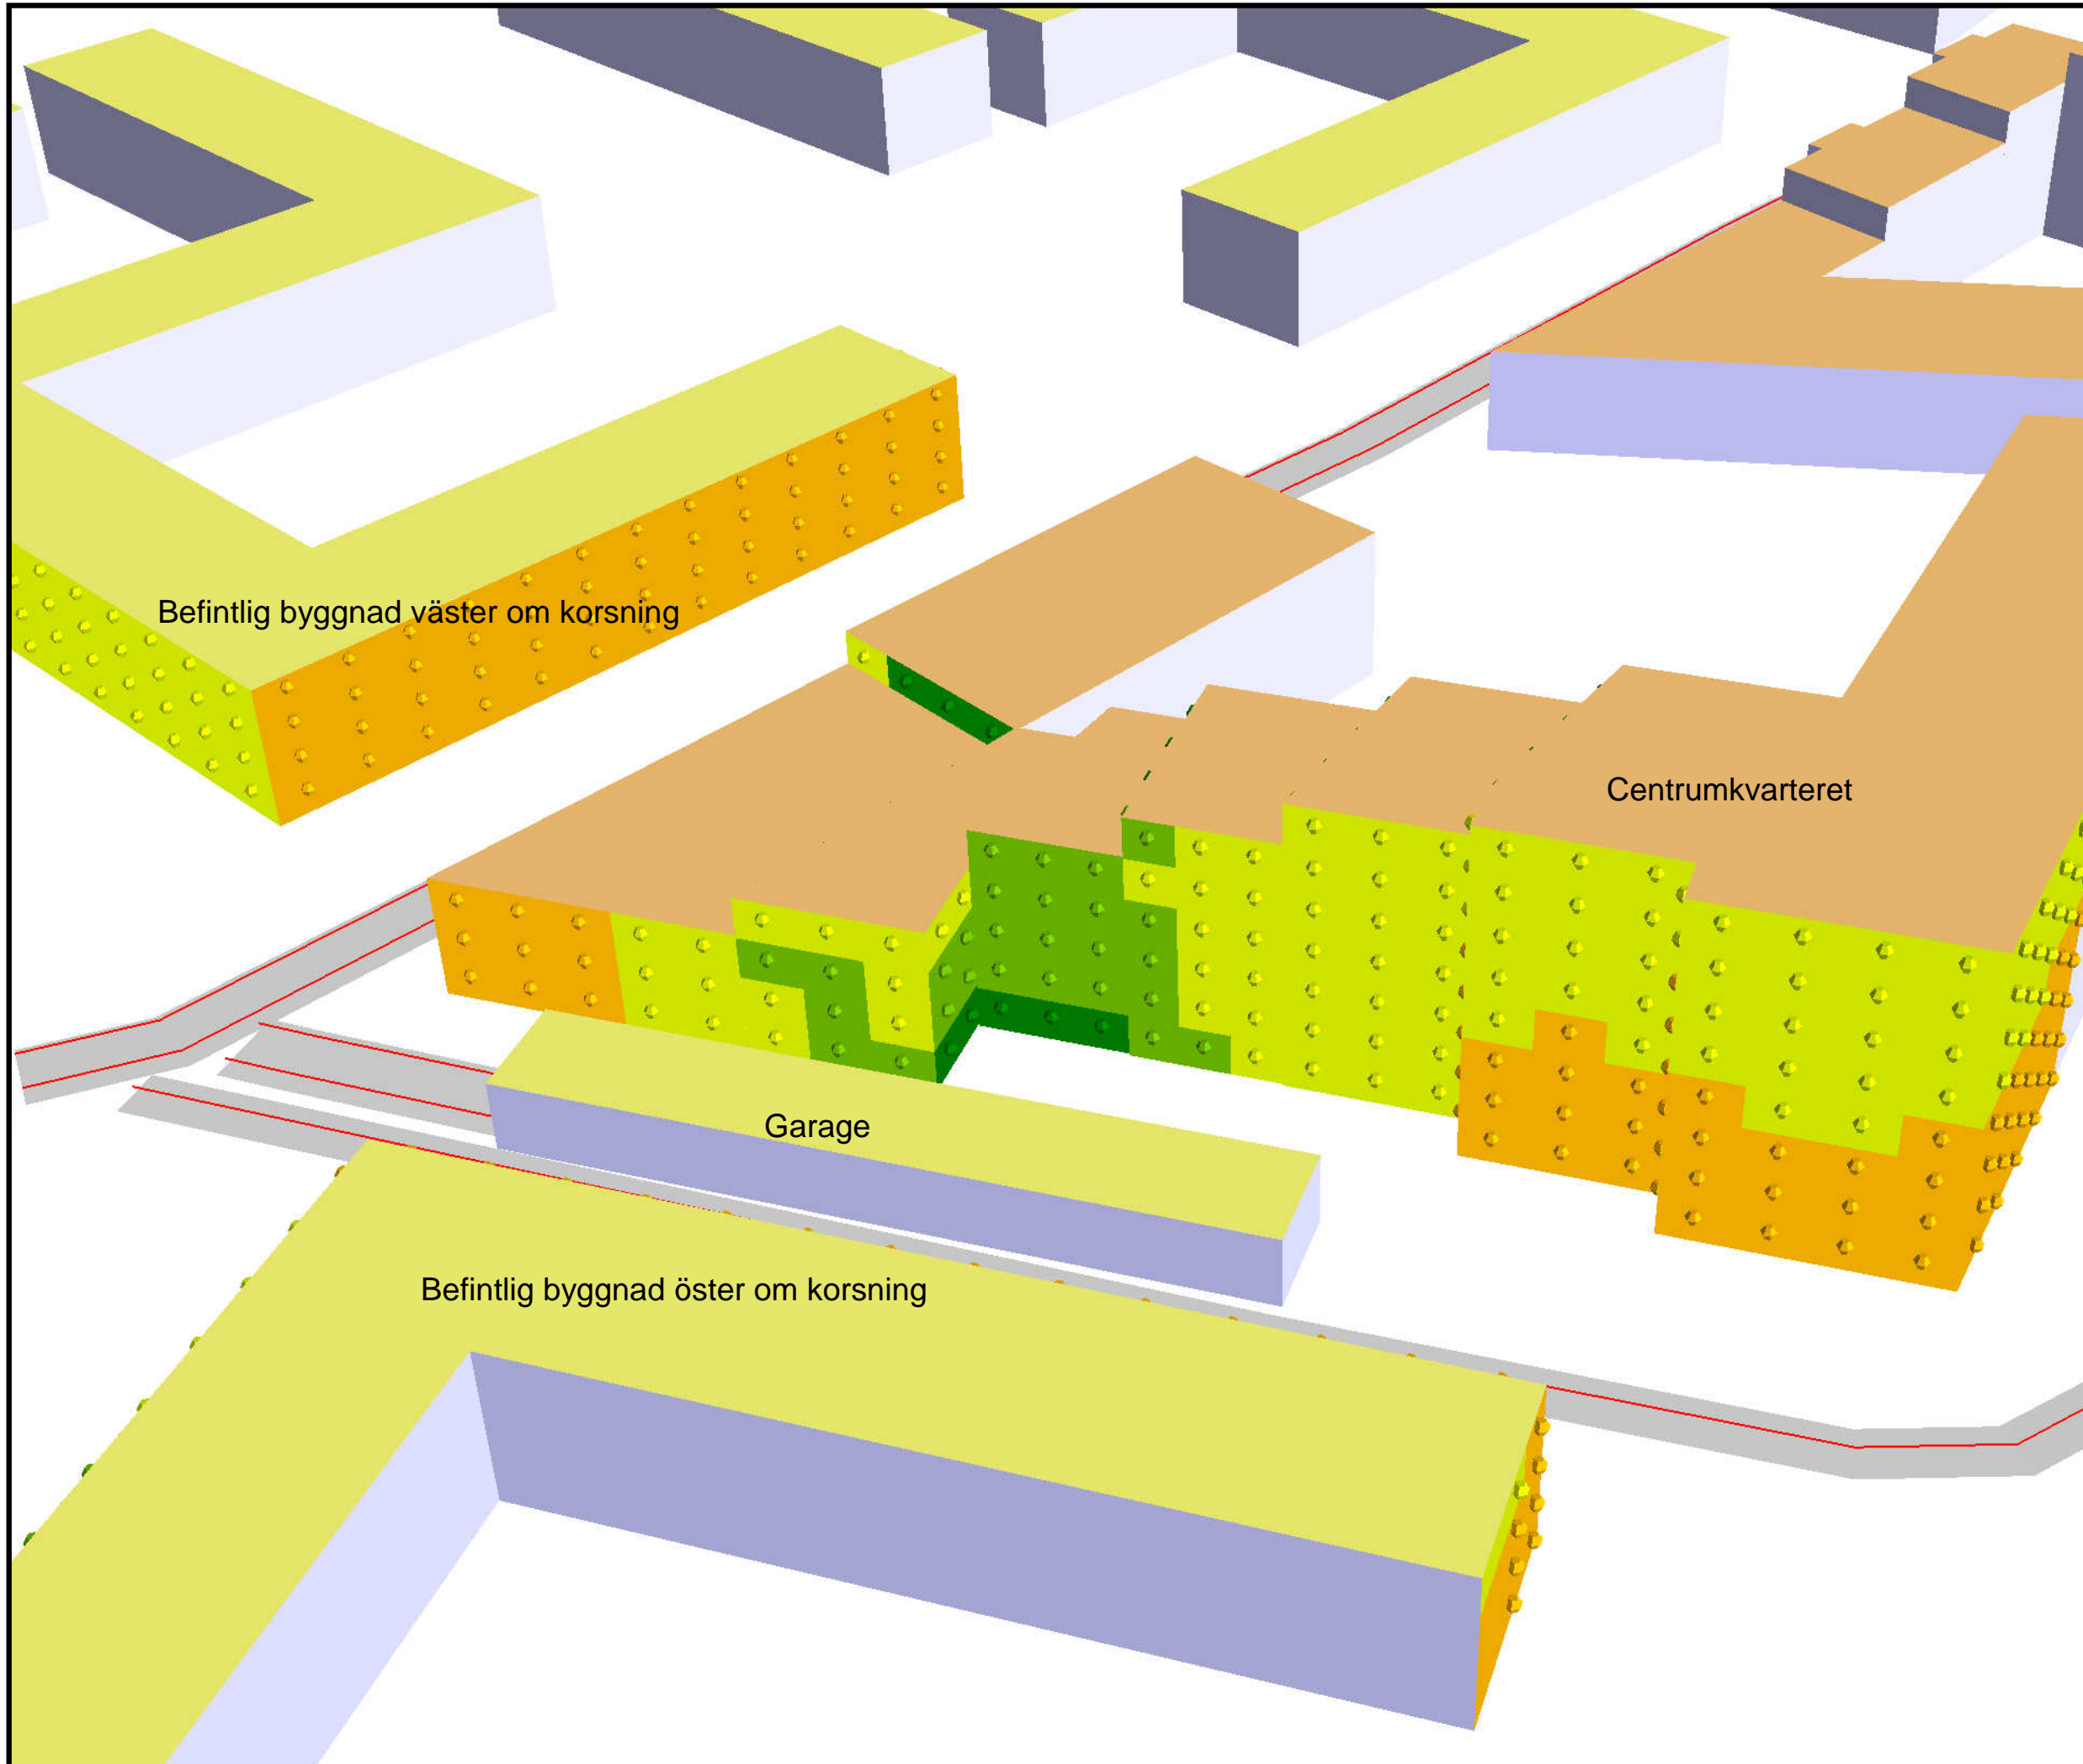 Befintlig byggnad väster om korsning
Centrumkvarteret
Garage
Befintlig byggnad öster om korsning